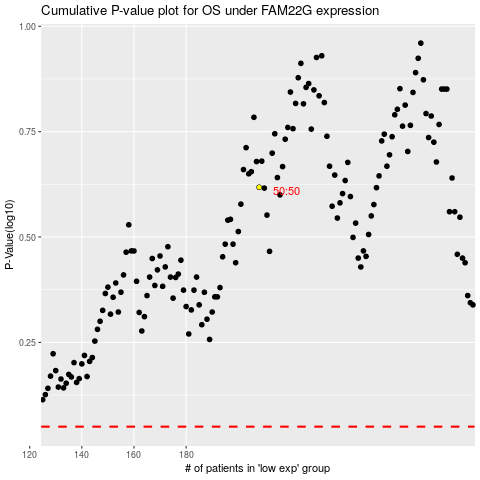 Cumulative P-value plot for OS under FAM22G expression
1.00
0.75
0.50
0.25
P-Value(log10)
50:50
120 140 160 180
# of patients in 'low exp' group